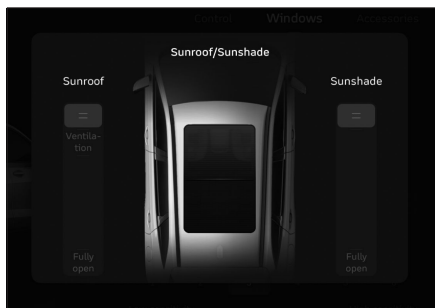 Control Windows Accessories
Sunroof/Sunshade
Sunroof
Sunshade
Ventila-
tion
Fully
open
Fully
open